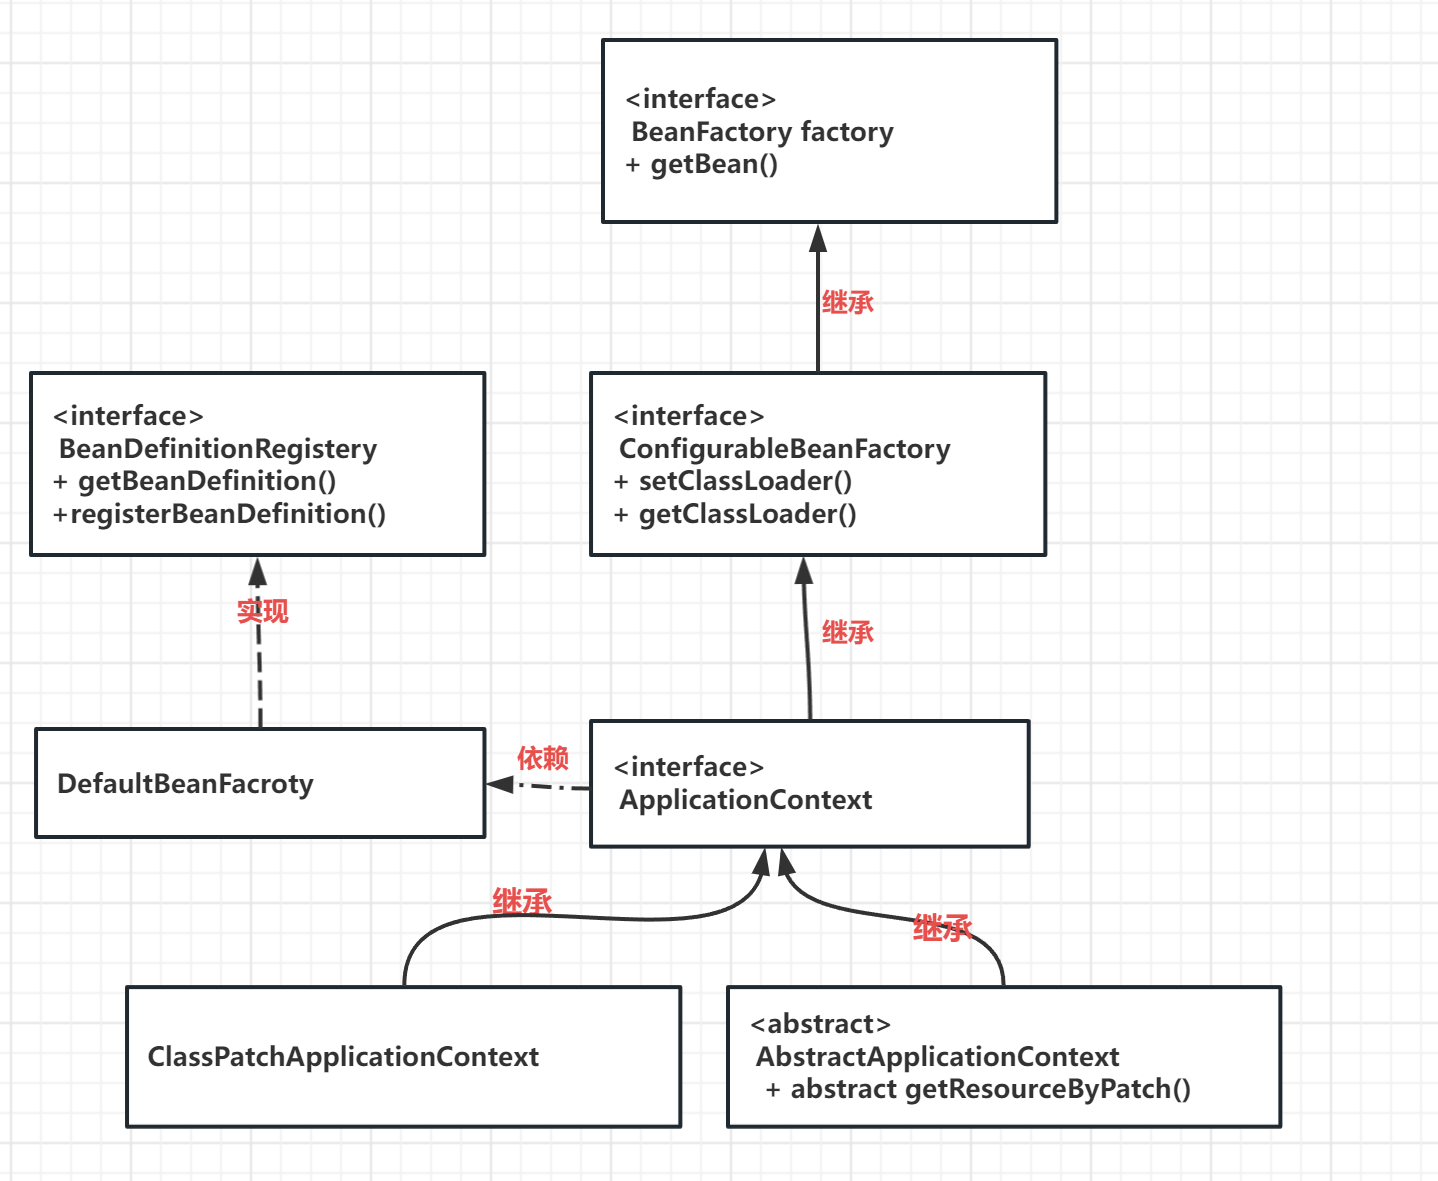 <interface>
BeanFactory factory
+ getBean()
继承
<interface>
BeanDefinitionRegistery
+ getBeanDefinition()
+registerBeanDefinition()
<interface>
ConfigurableBeanFactory
+ setClassLoader()
+ getClassLoader()
实现
继承
DefaultBeanFacroty
依赖
<interface>
ApplicationContext
继承
继承
ClassPatchApplicationContext
<abstract>
AbstractApplicationContext
+ abstract getResourceByPatch()